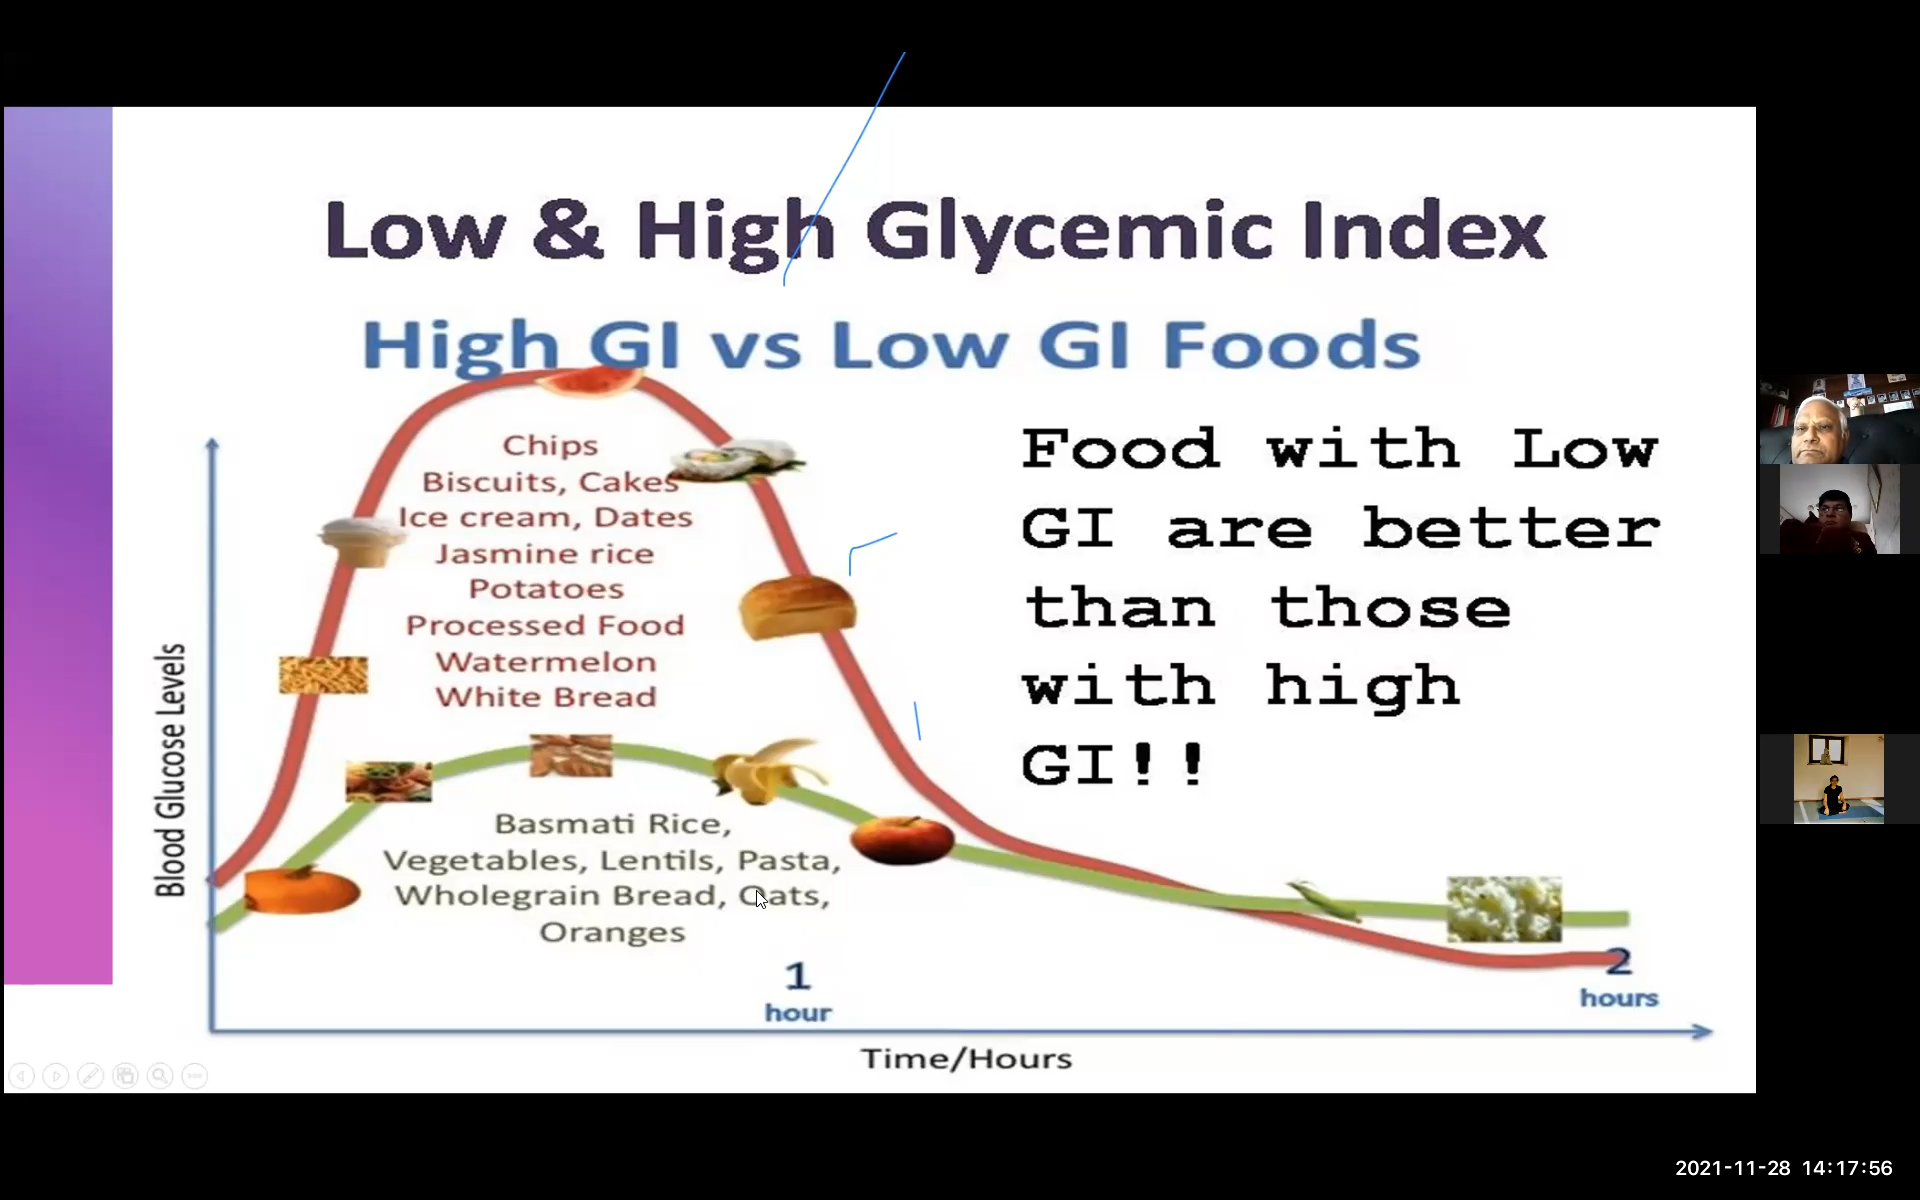 Low & High Glycemic Index
High GI vs Low GI Foods
Chips
Biscuits, Cakes
Ice cream, Dates
Jasmine rice
Potatoes
Processed Food
Watermelon
White Bread
Food with Low
GI are better
than those
with high
GI!!
Blood Glucose Levels
Basmati Rice,
Vegetables, Lentils, Pasta,
Wholegrain Bread, Oats,
Oranges
1
hour
2
hours
Time/Hours
2021-11-28 14:17:56